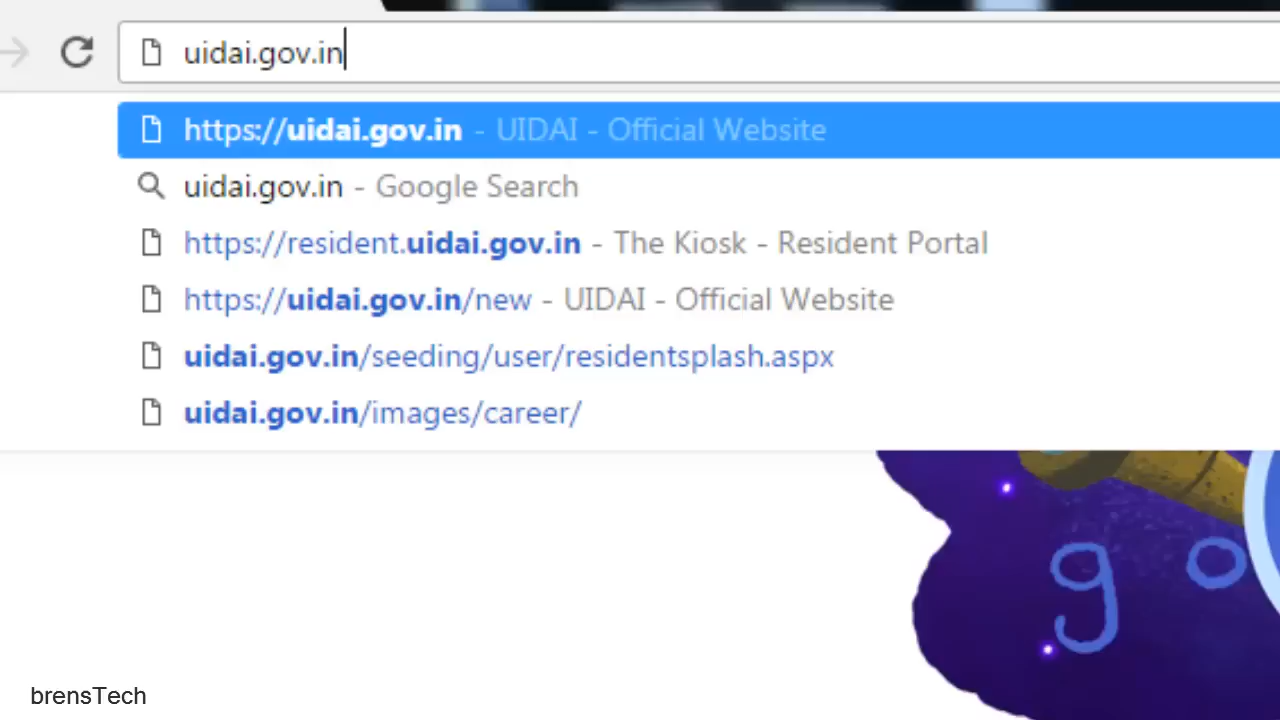 uidai.gov.in
https://uidai.gov.in - UIDAI - Official Website
uidai.gov.in - Google Search
https://resident.uidai.gov.in - The Kiosk - Resident Portal
https://uidai.gov.in/new - UIDAI - Official Website
uidai.gov.in/seeding/user/residentsplash.aspx
uidai.gov.in/images/career/
g o
brensTech